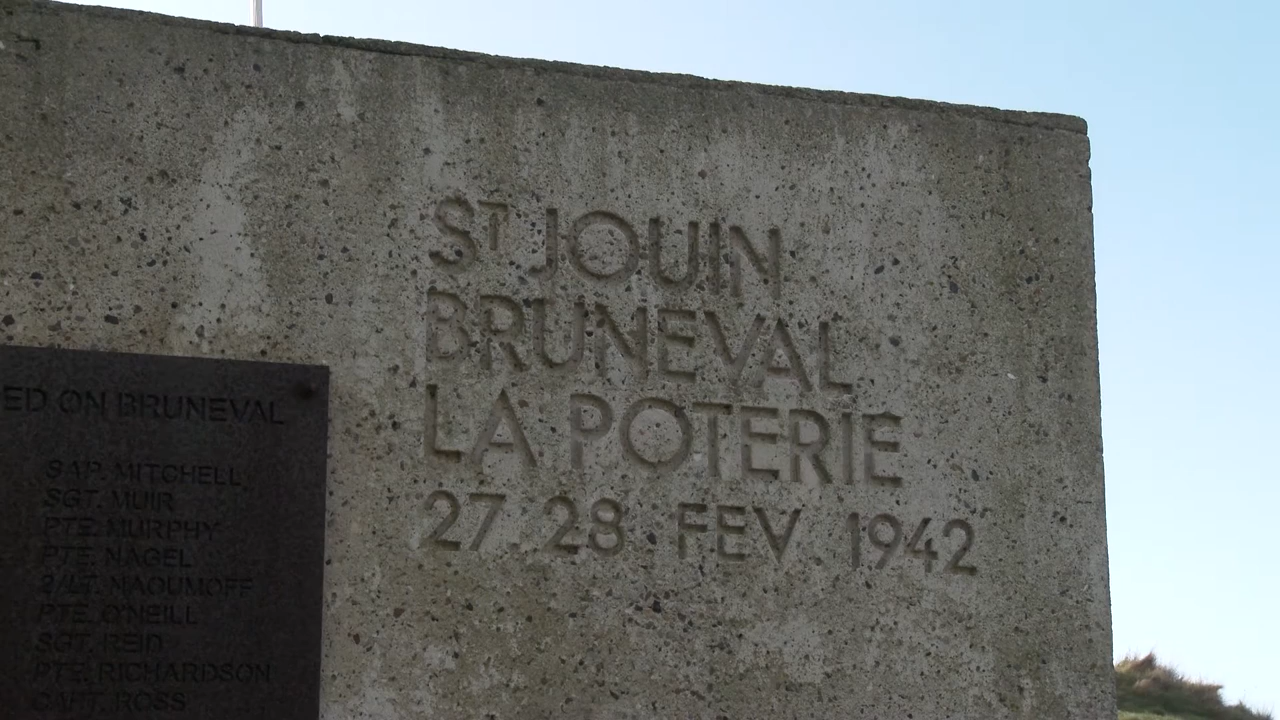 ED ON BRUNEVAL
SAP. MITCHELL
SGT. MUIR
PTE. MURPHY
PTE. NAGEL
2/LT. NAOUMOFF
PTE. O'NEILL
SGT. REID
PTE. RICHARDSON
CAPT. ROSS
ST JOUIN
BRUNEVAL
LA POTERIE
27.28 FEV 1942